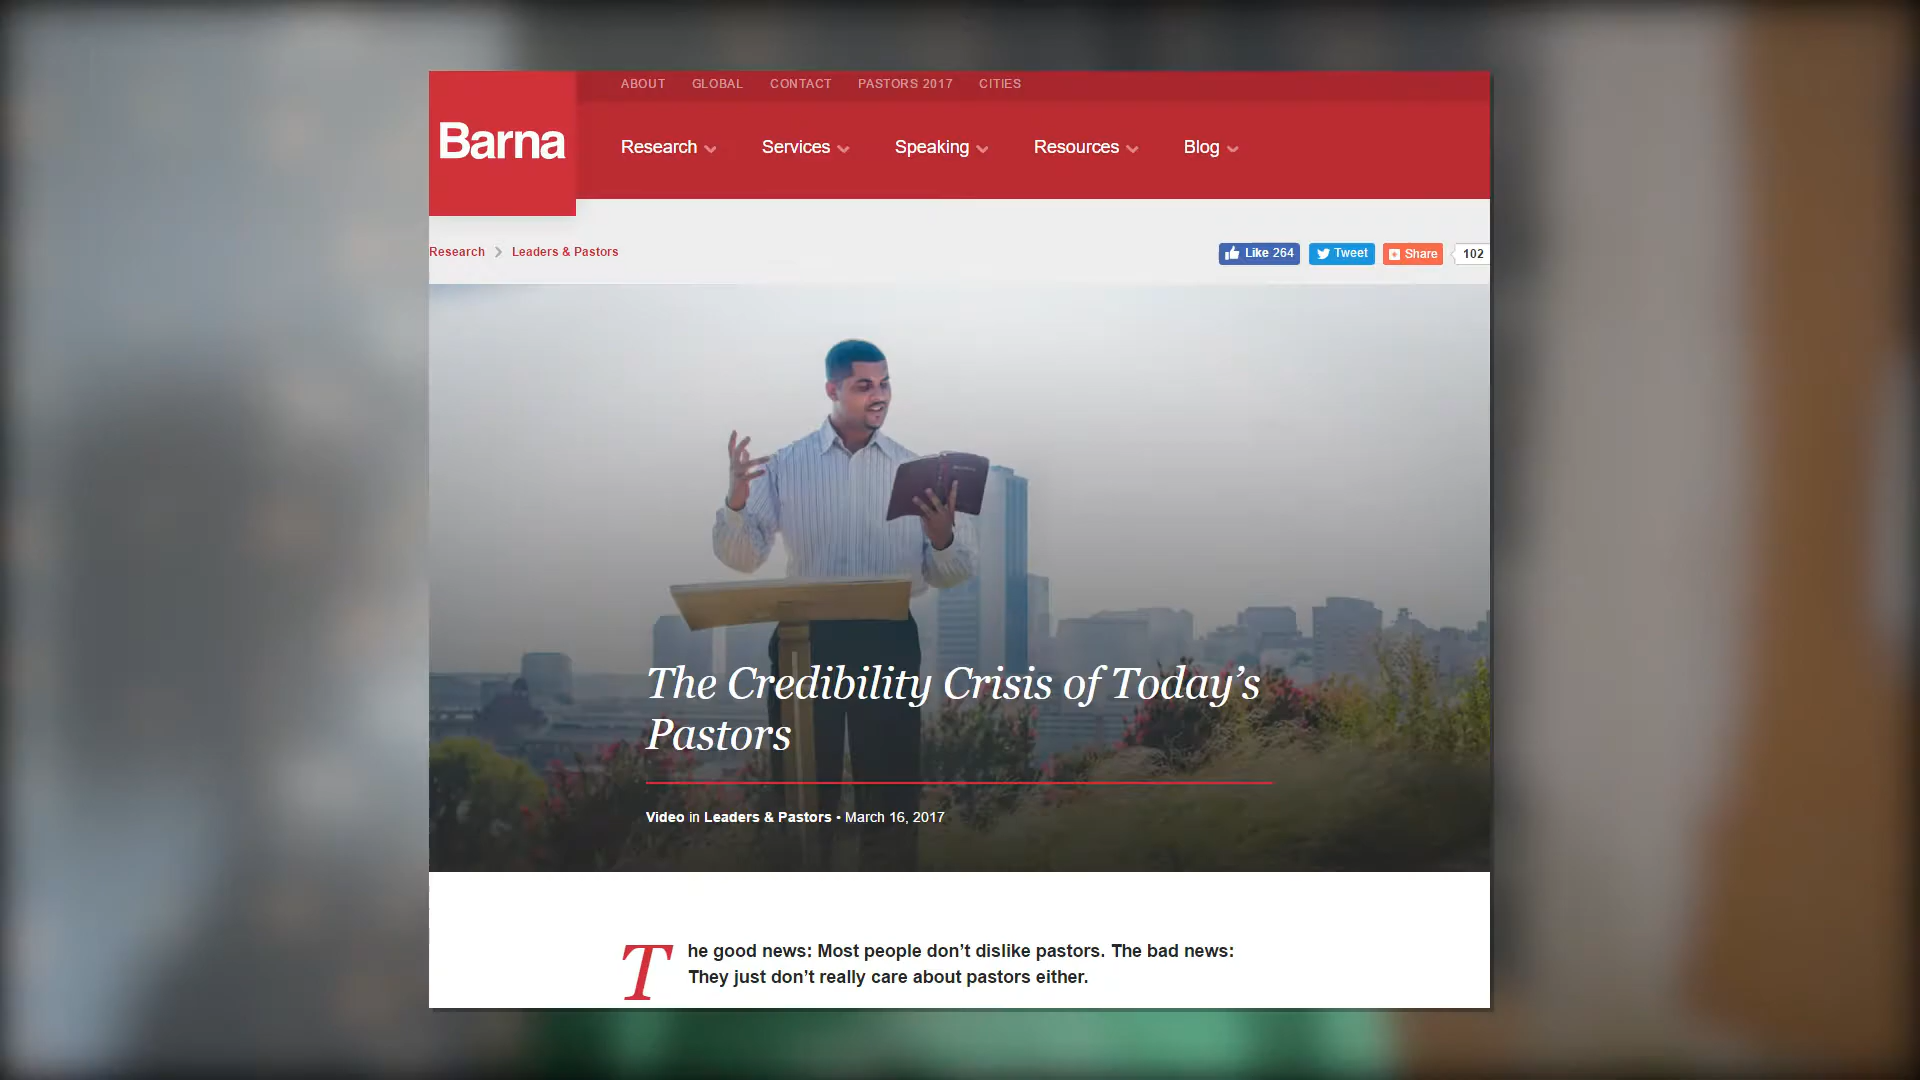 ABOUT GLOBAL CONTACT PASTORS 2017 CITIES
Barna
Research Services Speaking Resources Blog
Research Leaders & Pastors
Like 264 Tweet Share 102
The Credibility Crisis of Today’s
Pastors
Video in Leaders & Pastors • March 16, 2017
The good news: Most people don’t dislike pastors. The bad news:
They just don’t really care about pastors either.